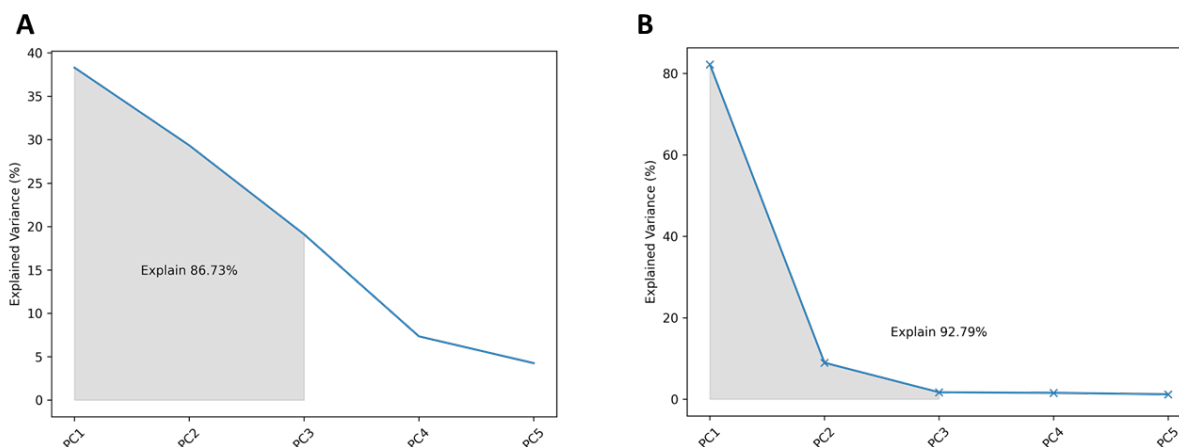 A
Explained Variance (%)
40
35
30
25
20
15
10
5
0
Explain 86.73%
PC1 PC2 PC3 PC4 PC5
B
Explained Variance (%)
80
60
40
20
0
Explain 92.79%
PC1 PC2 PC3 PC4 PC5